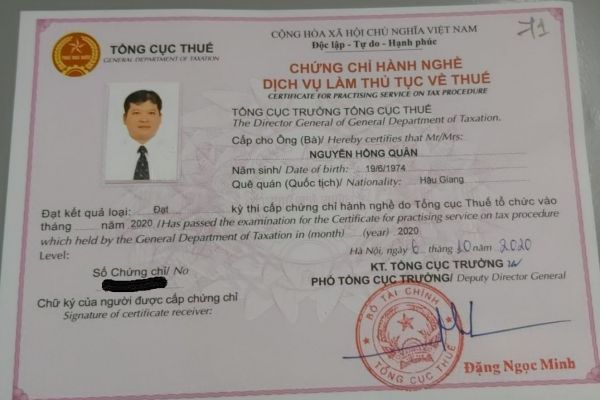 CỘNG HÒA XÃ HỘI CHỦ NGHĨA VIỆT NAM
Độc lập - Tự do - Hạnh phúc
71
TỔNG CỤC THUẾ
GENERAL DEPARTMENT OF TAXATION
CHỨNG CHỈ HÀNH NGHỀ
DỊCH VỤ LÀM THỦ TỤC VỀ THUẾ
CERTIFICATE FOR PRACTISING SERVICE ON TAX PROCEDURE
TỔNG CỤC TRƯỞNG TỔNG CỤC THUẾ
The Director General of General Department of Taxation.
Cấp cho Ông (Bà)/ Hereby certifies that Mr/Mrs:
NGUYỄN HỒNG QUÂN
Năm sinh/ Date of birth: 19/6/1974
Quê quán (Quốc tịch)/ Nationality: Hậu Giang
Đạt kết quả loại: Đạt kỳ thi cấp chứng chỉ hành nghề do Tổng Cục Thuế tổ chức vào
tháng năm 2020 /Has passed the examination for the Certificate for practising service on tax procedure
which held by the General Department of Taxation in (month) (year) 2020
Level:
Hà Nội, ngày 6 tháng 10 năm 2020
Số Chứng chỉ/ No
KT. TỔNG CỤC TRƯỞNG
PHÓ TỔNG CỤC TRƯỞNG/ Deputy Director General
Chữ ký của người được cấp chứng chỉ
Signature of certificate receiver:
BỘ TÀI CHÍNH
TỔNG CỤC THUẾ
Đặng Ngọc Minh